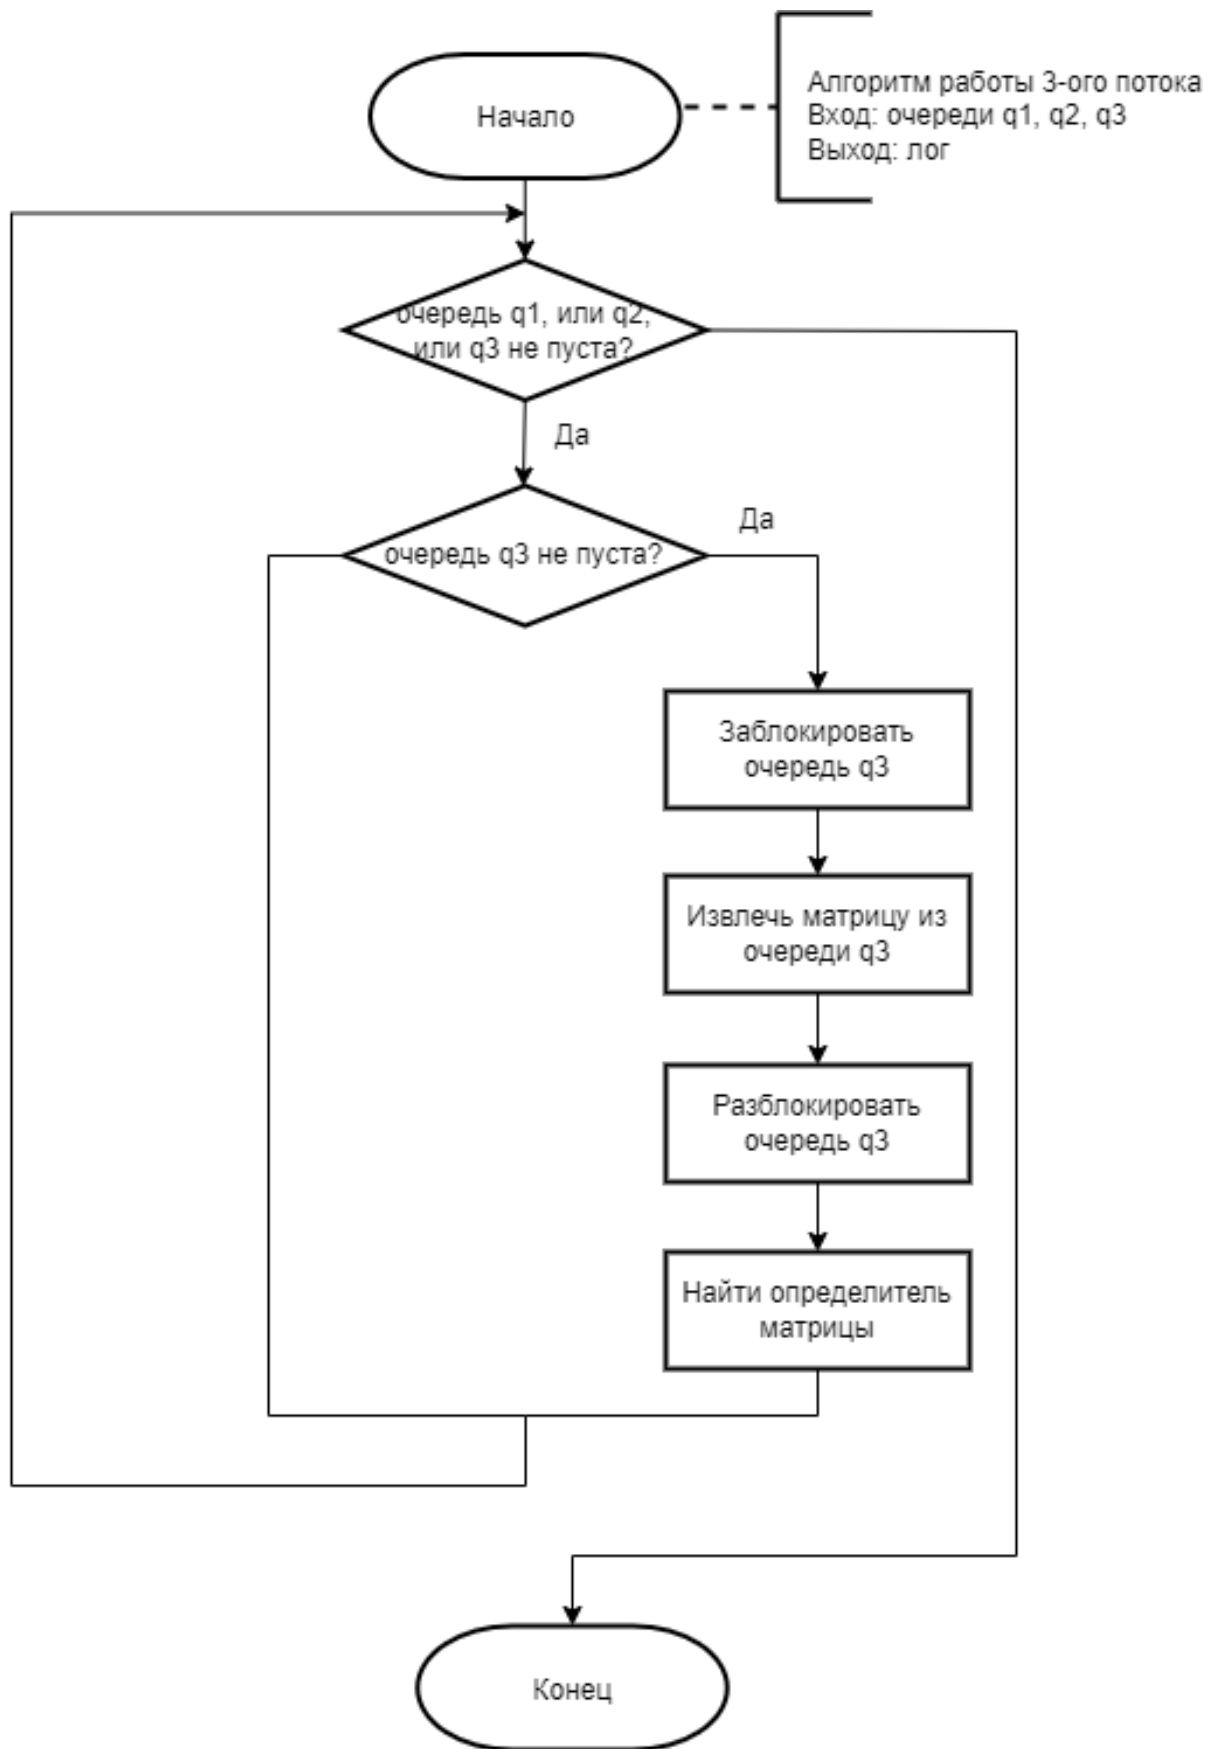 Начало
Алгоритм работы 3-ого потока
Вход: очереди q1, q2, q3
Выход: лог
очередь q1, или q2,
или q3 не пуста?
Да
очередь q3 не пуста?
Да
Заблокировать
очередь q3
Извлечь матрицу из
очереди q3
Разблокировать
очередь q3
Найти определитель
матрицы
Конец